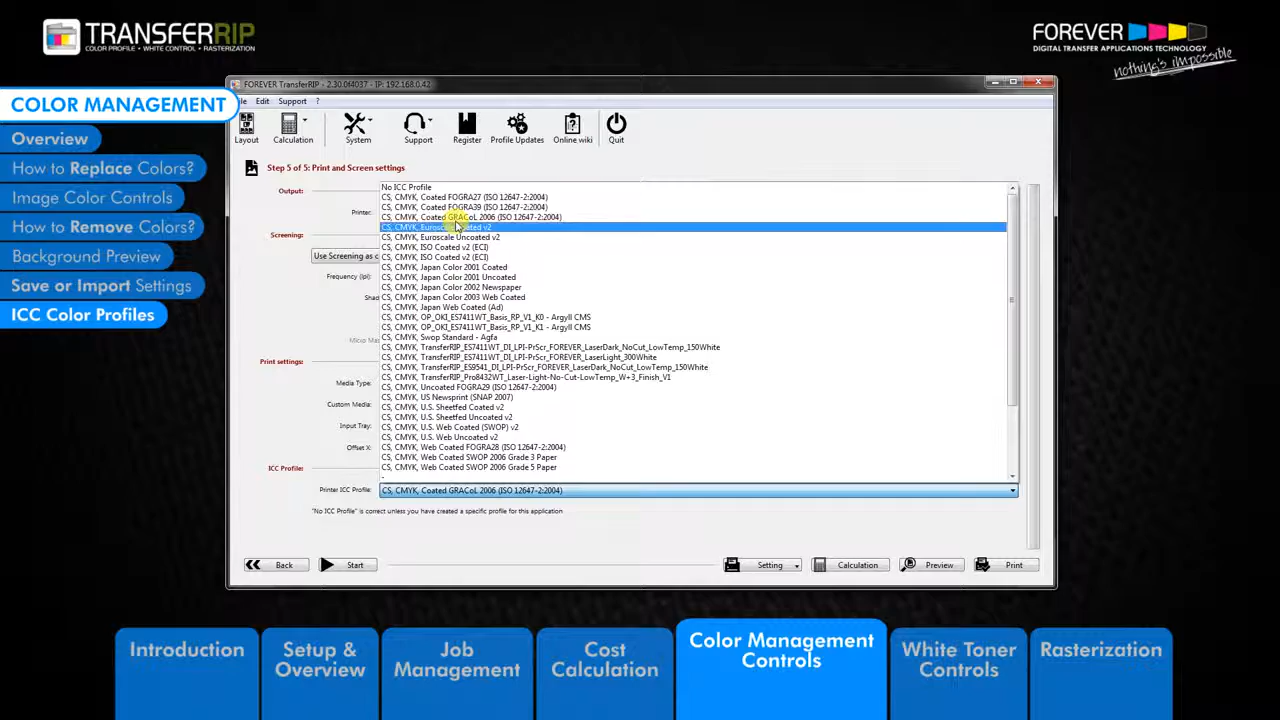 TRANSFERRIP
COLOR PROFILE • WHITE CONTROL • RASTERIZATION
FOREVER
DIGITAL TRANSFER APPLICATIONS TECHNOLOGY
nothing's impossible
COLOR MANAGEMENT
Overview
How to Replace Colors?
Image Color Controls
How to Remove Colors?
Background Preview
Save or Import Settings
ICC Color Profiles
FOREVER TransferRIP - 2.30.0f4037 - IP: 192.168.0.42
Edit Support ?
Layout Calculation System Support Register Profile Updates Online wiki Quit
Step 5 of 5: Print and Screen settings
Output:
Printer:
Screening:
Use Screening as
Frequency (lpi):
Print settings:
Media Type:
Custom Media:
Input Tray:
Offset X:
ICC Profile:
No ICC Profile
CS, CMYK, Coated FOGRA27 (ISO 12647-2:2004)
CS, CMYK, Coated FOGRA39 (ISO 12647-2:2004)
CS, CMYK, Coated GRACoL 2006 (ISO 12647-2:2004)
CS, CMYK, Euroscale Coated v2
CS, CMYK, Euroscale Uncoated v2
CS, CMYK, ISO Coated v2 (ECI)
CS, CMYK, ISO Coated v2 (ECI)
CS, CMYK, Japan Color 2001 Coated
CS, CMYK, Japan Color 2001 Uncoated
CS, CMYK, Japan Color 2002 Newspaper
CS, CMYK, Japan Color 2003 Web Coated
CS, CMYK, Japan Web Coated (Ad)
CS, CMYK, OP_OKI_ES7411WT_Basis_RP_V1_K0 - Argyll CMS
CS, CMYK, OP_OKI_ES7411WT_Basis_RP_V1_K1 - Argyll CMS
CS, CMYK, Swop Standard - Agfa
CS, CMYK, TransferRIP_ES7411WT_DI_LPI-PrScr_FOREVER_LaserDark_NoCut_LowTemp_150White
CS, CMYK, TransferRIP_ES7411WT_DI_LPI-PrScr_FOREVER_LaserLight_300White
CS, CMYK, TransferRIP_ES9541_DI_LPI-PrScr_FOREVER_LaserDark_NoCut_LowTemp_150White
CS, CMYK, TransferRIP_Pro8432WT_Laser-Light-No-Cut-LowTemp_W+3_Finish_V1
CS, CMYK, Uncoated FOGRA29 (ISO 12647-2:2004)
CS, CMYK, US Newsprint (SNAP 2007)
CS, CMYK, U.S. Sheetfed Coated v2
CS, CMYK, U.S. Sheetfed Uncoated v2
CS, CMYK, U.S. Web Coated (SWOP) v2
CS, CMYK, U.S. Web Uncoated v2
CS, CMYK, Web Coated FOGRA28 (ISO 12647-2:2004)
CS, CMYK, Web Coated SWOP 2006 Grade 3 Paper
CS, CMYK, Web Coated SWOP 2006 Grade 5 Paper
-
Printer ICC Profile: CS, CMYK, Coated GRACoL 2006 (ISO 12647-2:2004)
"No ICC Profile" is correct unless you have created a specific profile for this application
Back Start Setting Calculation Preview Print
Introduction
Setup &
Overview
Job
Management
Cost
Calculation
Color Management
Controls
White Toner
Controls
Rasterization